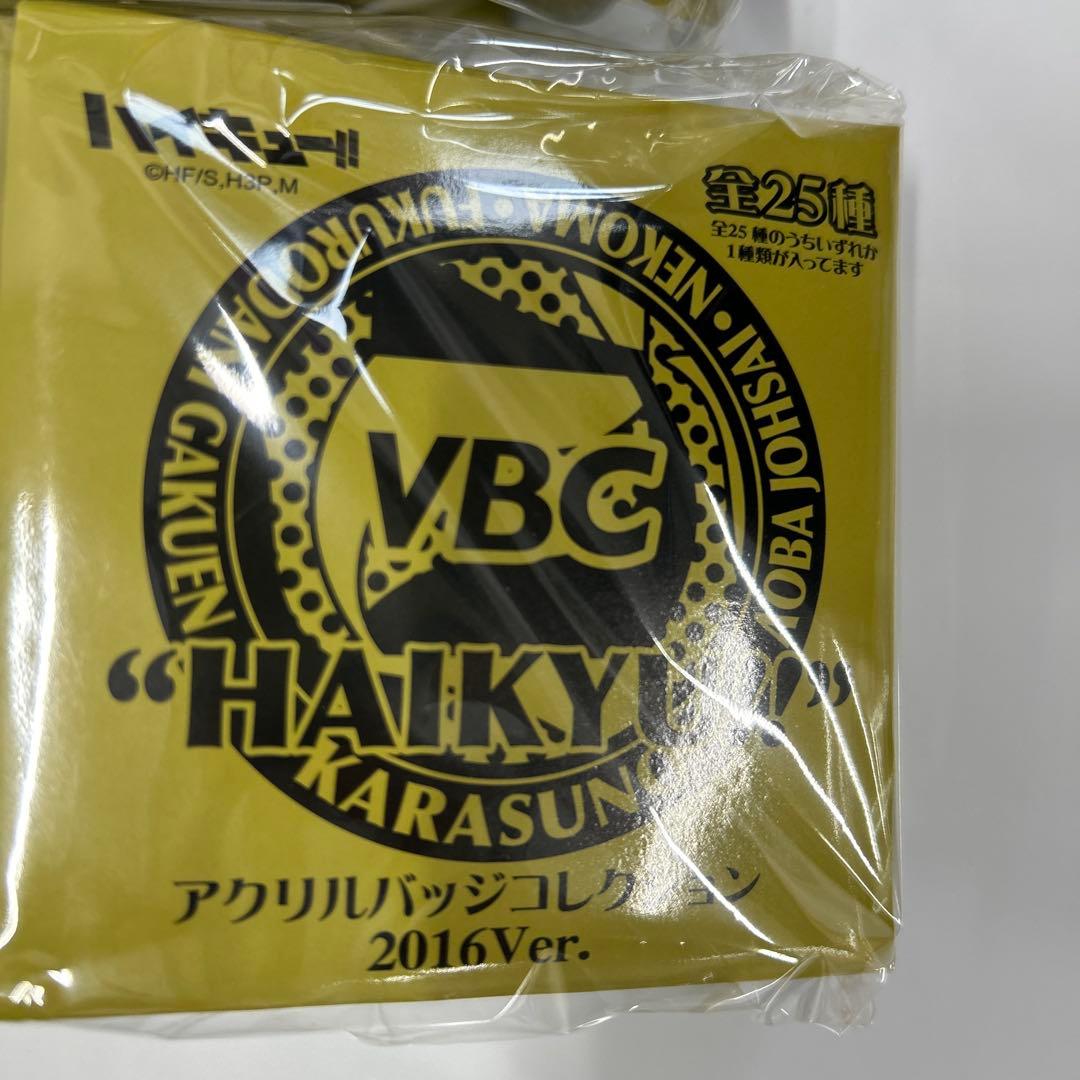 ハイキュー!!
©HF/S,H3P,M
全25種
全25種のうちいずれか
1種類が入ってます
FUKURODANI GAKUEN・NEKOMA・AOBA JOHSAI
VBC
"HAIKYU!!"
KARASUNO
アクリルバッジコレクション
2016Ver.